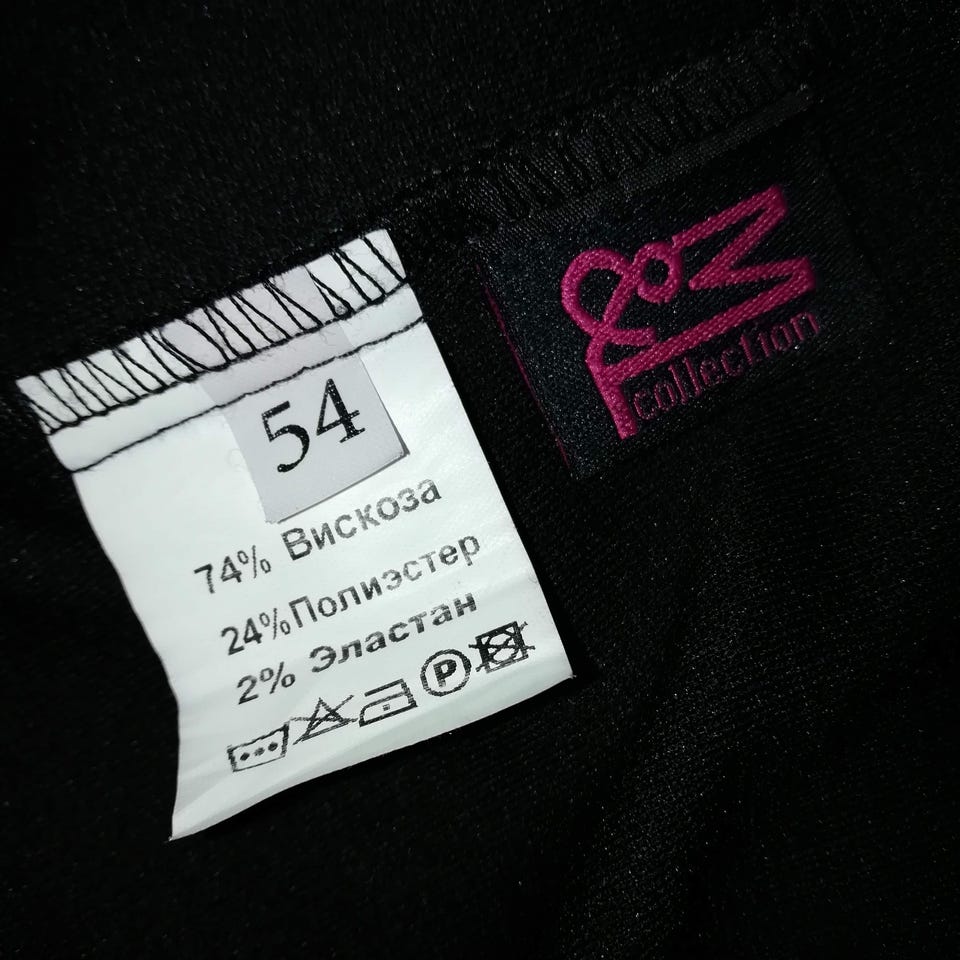 54
74% Вискоза
24%Полиэстер
2% Эластан
P
collection